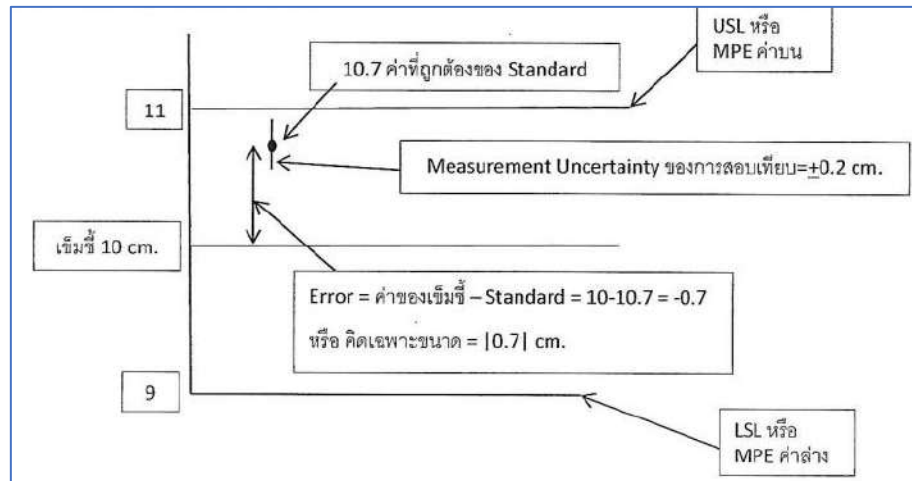 USL หรือ
MPE ค่าบน
10.7 ค่าที่ถูกต้องของ Standard
11
Measurement Uncertainty ของการสอบเทียบ=±0.2 cm.
เข็มชี้ 10 cm.
Error = ค่าของเข็มชี้ – Standard = 10-10.7 = -0.7
หรือ คิดเฉพาะขนาด = |0.7| cm.
9
LSL หรือ
MPE ค่าล่าง